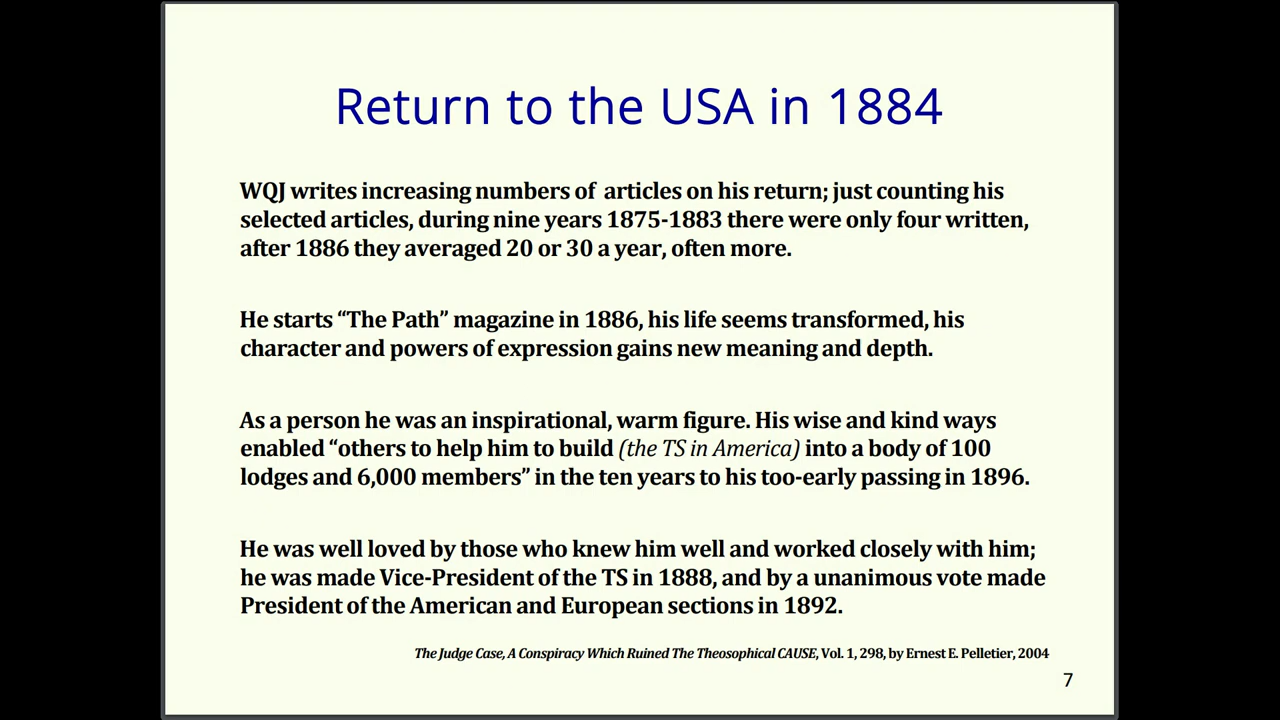 Return to the USA in 1884
WQJ writes increasing numbers of articles on his return; just counting his
selected articles, during nine years 1875-1883 there were only four written,
after 1886 they averaged 20 or 30 a year, often more.
He starts “The Path” magazine in 1886, his life seems transformed, his
character and powers of expression gains new meaning and depth.
As a person he was an inspirational, warm figure. His wise and kind ways
enabled “others to help him to build (the TS in America) into a body of 100
lodges and 6,000 members” in the ten years to his too-early passing in 1896.
He was well loved by those who knew him well and worked closely with him;
he was made Vice-President of the TS in 1888, and by a unanimous vote made
President of the American and European sections in 1892.
The Judge Case, A Conspiracy Which Ruined The Theosophical CAUSE, Vol. 1, 298, by Ernest E. Pelletier, 2004
7